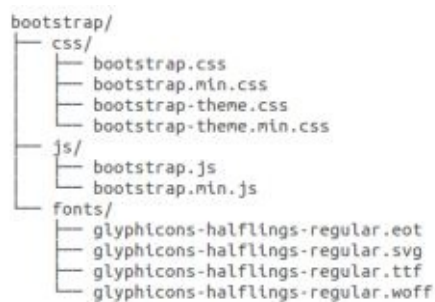 bootstrap/
├── css/
│   ├── bootstrap.css
│   ├── bootstrap.min.css
│   ├── bootstrap-theme.css
│   └── bootstrap-theme.min.css
├── js/
│   ├── bootstrap.js
│   └── bootstrap.min.js
└── fonts/
    ├── glyphicons-halflings-regular.eot
    ├── glyphicons-halflings-regular.svg
    ├── glyphicons-halflings-regular.ttf
    └── glyphicons-halflings-regular.woff